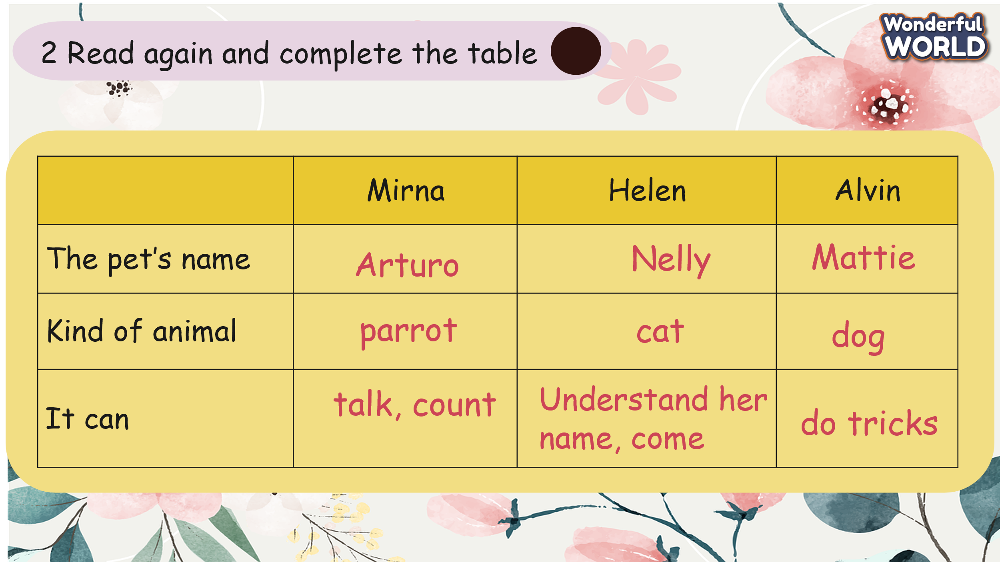 Wonderful
WORLD
2 Read again and complete the table
Mirna Helen Alvin
The pet's name Arturo Nelly Mattie
Kind of animal parrot cat dog
It can talk, count Understand her
name, come do tricks